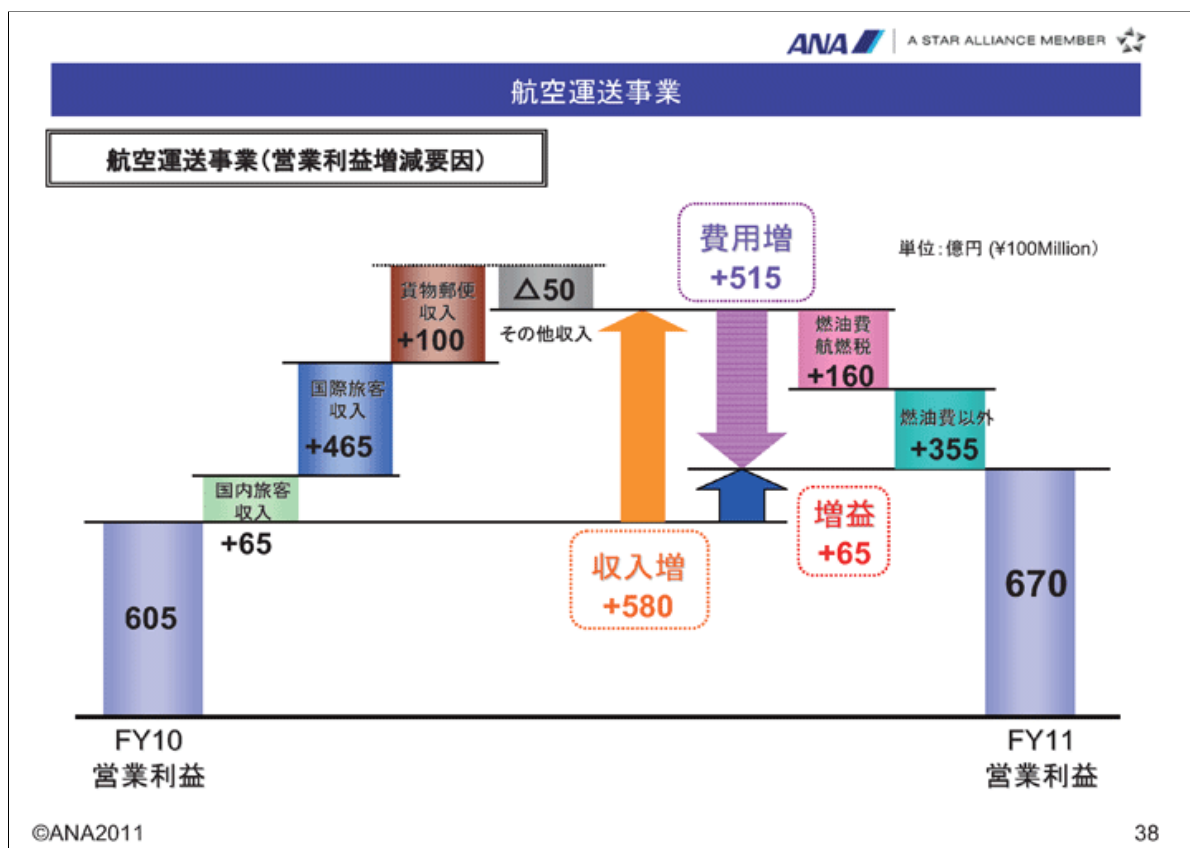 ANA A STAR ALLIANCE MEMBER
航空運送事業
航空運送事業(営業利益増減要因)
単位:億円 (¥100Million)
費用増
+515
貨物郵便
収入
+100
△50
その他収入
燃油費
航燃税
+160
国際旅客
収入
+465
燃油費以外
+355
国内旅客
収入
+65
増益
+65
収入増
+580
605
670
FY10
営業利益
FY11
営業利益
©ANA2011
38